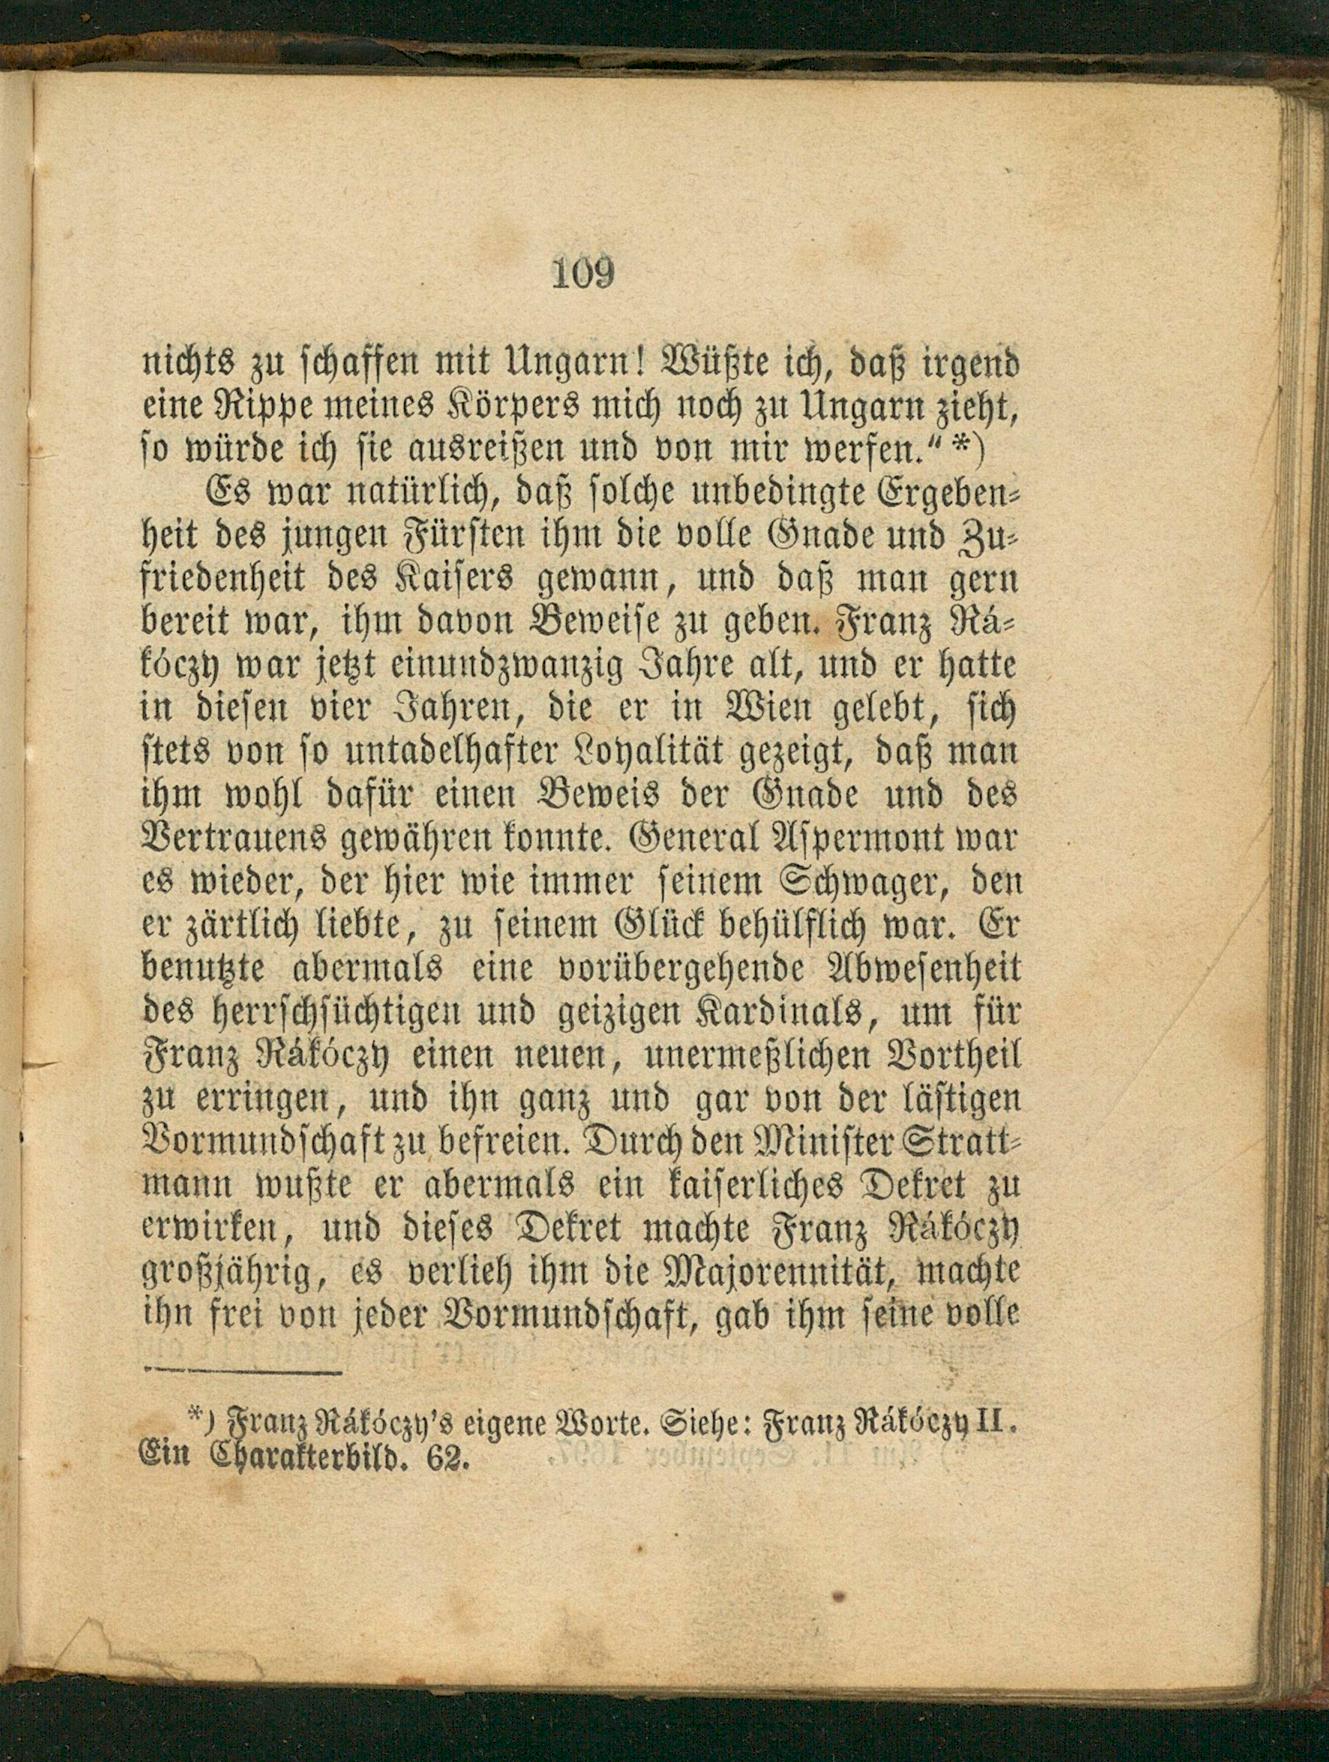 109
nichts zu schaffen mit Ungarn! Wüßte ich, daß irgend
eine Rippe meines Körpers mich noch zu Ungarn zieht,
so würde ich sie ausreißen und von mir werfen.“*)
Es war natürlich, daß solche unbedingte Ergeben-
heit des jungen Fürsten ihm die volle Gnade und Zu-
friedenheit des Kaisers gewann, und daß man gern
bereit war, ihm davon Beweise zu geben. Franz Rá-
kóczy war jetzt einundzwanzig Jahre alt, und er hatte
in diesen vier Jahren, die er in Wien gelebt, sich
stets von so untadelhafter Loyalität gezeigt, daß man
ihm wohl dafür einen Beweis der Gnade und des
Vertrauens gewähren konnte. General Aspermont war
es wieder, der hier wie immer seinem Schwager, den
er zärtlich liebte, zu seinem Glück behülflich war. Er
benutzte abermals eine vorübergehende Abwesenheit
des herrschsüchtigen und geizigen Kardinals, um für
Franz Rákóczy einen neuen, unermeßlichen Vortheil
zu erringen, und ihn ganz und gar von der lästigen
Vormundschaft zu befreien. Durch den Minister Stratt-
mann wußte er abermals ein kaiserliches Dekret zu
erwirken, und dieses Dekret machte Franz Rákóczy
großjährig, es verlieh ihm die Majorennität, machte
ihn frei von jeder Vormundschaft, gab ihm seine volle
*) Franz Rákóczy's eigene Worte. Siehe: Franz Rákóczy II.
Ein Charakterbild. 62.